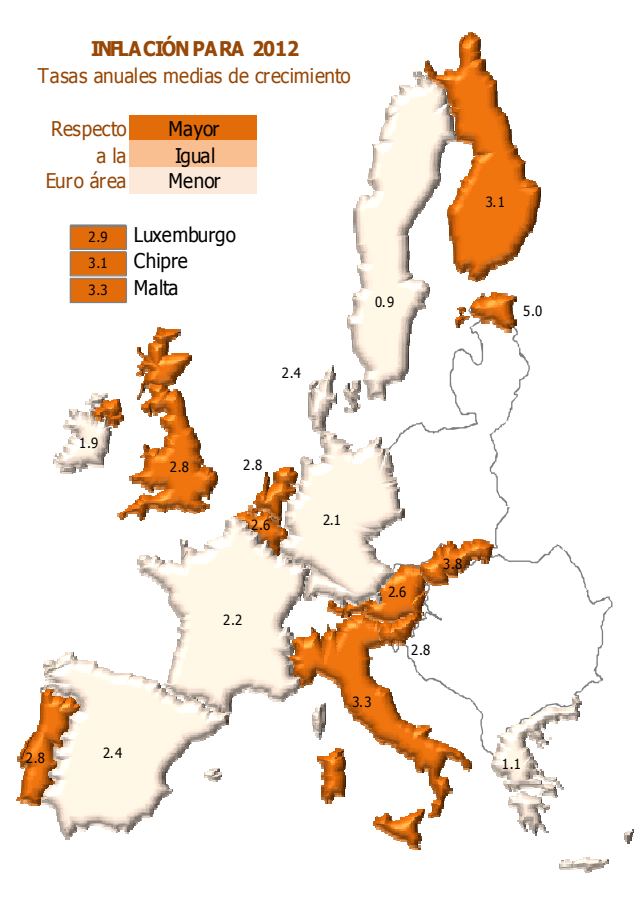 INFLACIÓN PARA 2012
Tasas anuales medias de crecimiento
Respecto Mayor
a la Igual
Euro área Menor
2.9 Luxemburgo
3.1 Chipre
3.3 Malta
3.1
0.9
5.0
2.4
1.9
2.8
2.8
2.6
2.1
3.8
2.6
2.2
2.8
3.3
2.8
2.4
1.1